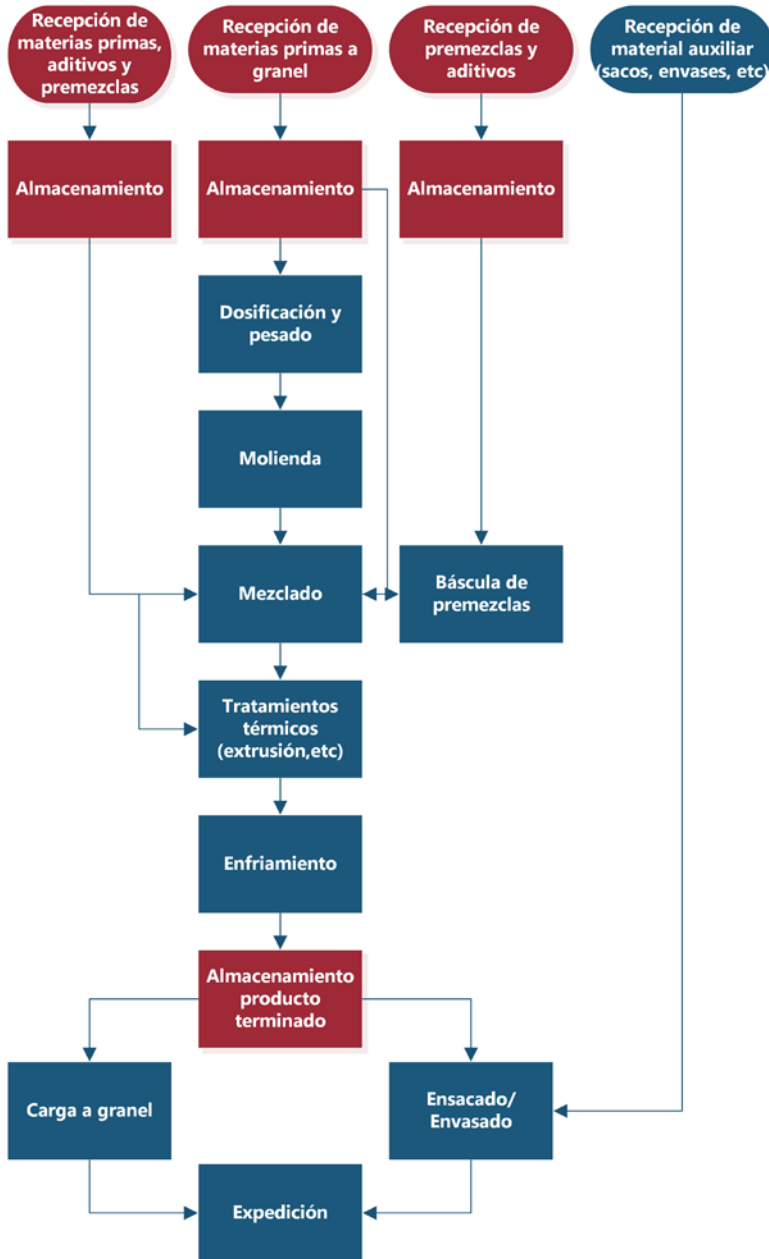 Recepción de
materias primas,
aditivos y
premezclas
Recepción de
materias primas a
granel
Recepción de
premezclas y
aditivos
Recepción de
material auxiliar
(sacos, envases, etc)
Almacenamiento
Almacenamiento
Almacenamiento
Dosificación y
pesado
Molienda
Mezclado
Báscula de
premezclas
Tratamientos
térmicos
(extrusión,etc)
Enfriamiento
Almacenamiento
producto
terminado
Carga a granel
Ensacado/
Envasado
Expedición